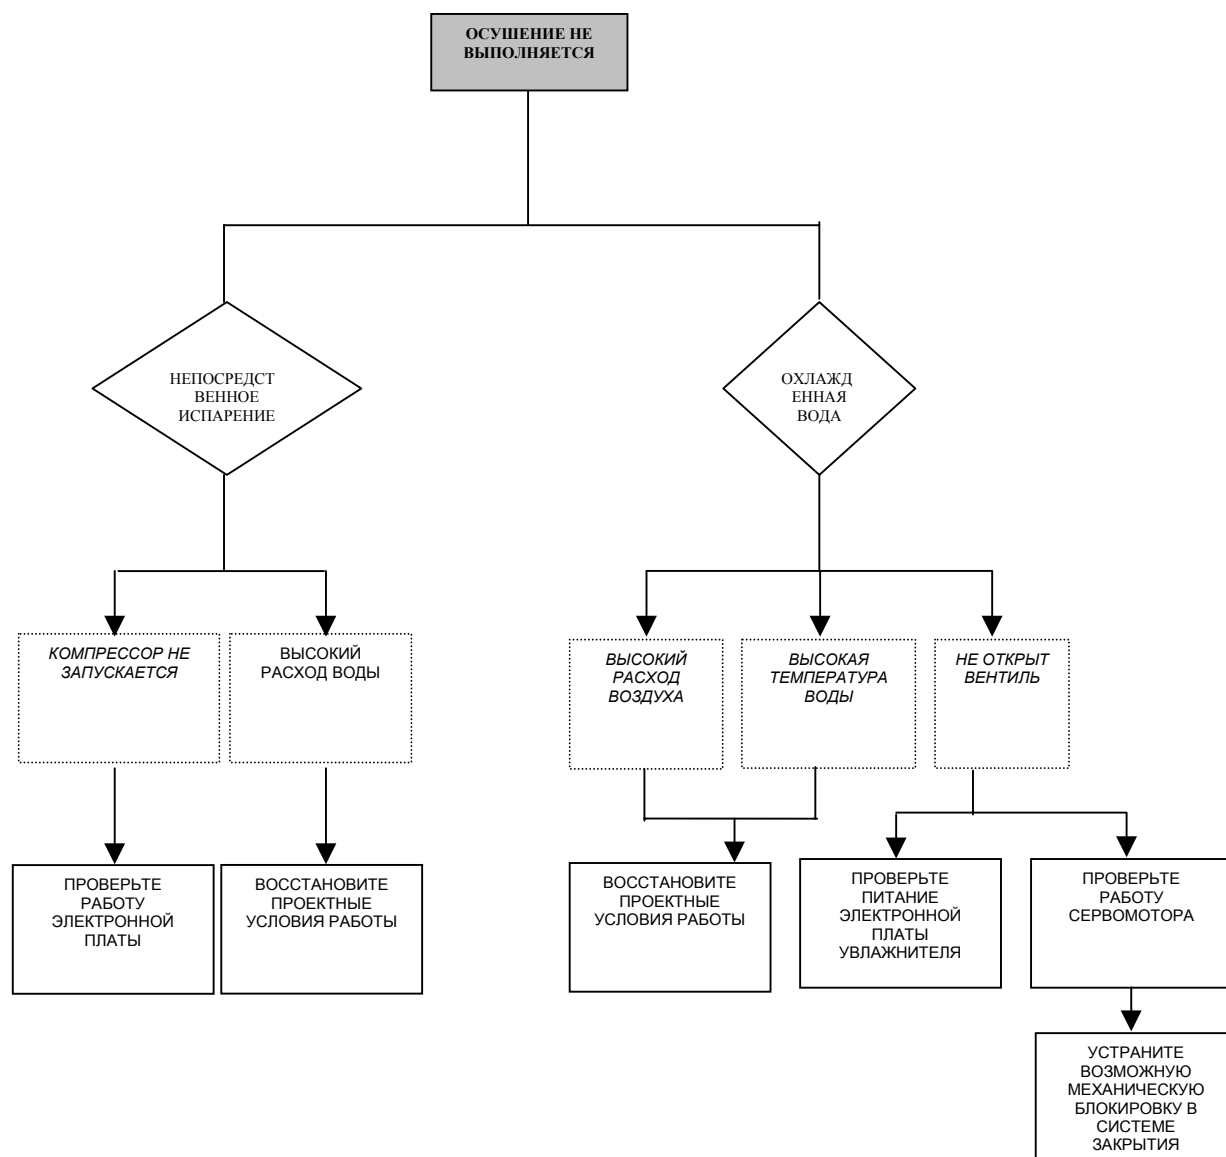 ОСУШЕНИЕ НЕ
ВЫПОЛНЯЕТСЯ
НЕПОСРЕДСТ
ВЕННОЕ
ИСПАРЕНИЕ
ОХЛАЖД
ЕННАЯ
ВОДА
КОМПРЕССОР НЕ
ЗАПУСКАЕТСЯ
ВЫСОКИЙ
РАСХОД ВОДЫ
ВЫСОКИЙ
РАСХОД
ВОЗДУХА
ВЫСОКАЯ
ТЕМПЕРАТУРА
ВОДЫ
НЕ ОТКРЫТ
ВЕНТИЛЬ
ПРОВЕРЬТЕ
РАБОТУ
ЭЛЕКТРОННОЙ
ПЛАТЫ
ВОССТАНОВИТЕ
ПРОЕКТНЫЕ
УСЛОВИЯ РАБОТЫ
ВОССТАНОВИТЕ
ПРОЕКТНЫЕ
УСЛОВИЯ РАБОТЫ
ПРОВЕРЬТЕ
ПИТАНИЕ
ЭЛЕКТРОННОЙ
ПЛАТЫ
УВЛАЖНИТЕЛЯ
ПРОВЕРЬТЕ
РАБОТУ
СЕРВОМОТОРА
УСТРАНИТЕ
ВОЗМОЖНУЮ
МЕХАНИЧЕСКУЮ
БЛОКИРОВКУ В
СИСТЕМЕ
ЗАКРЫТИЯ